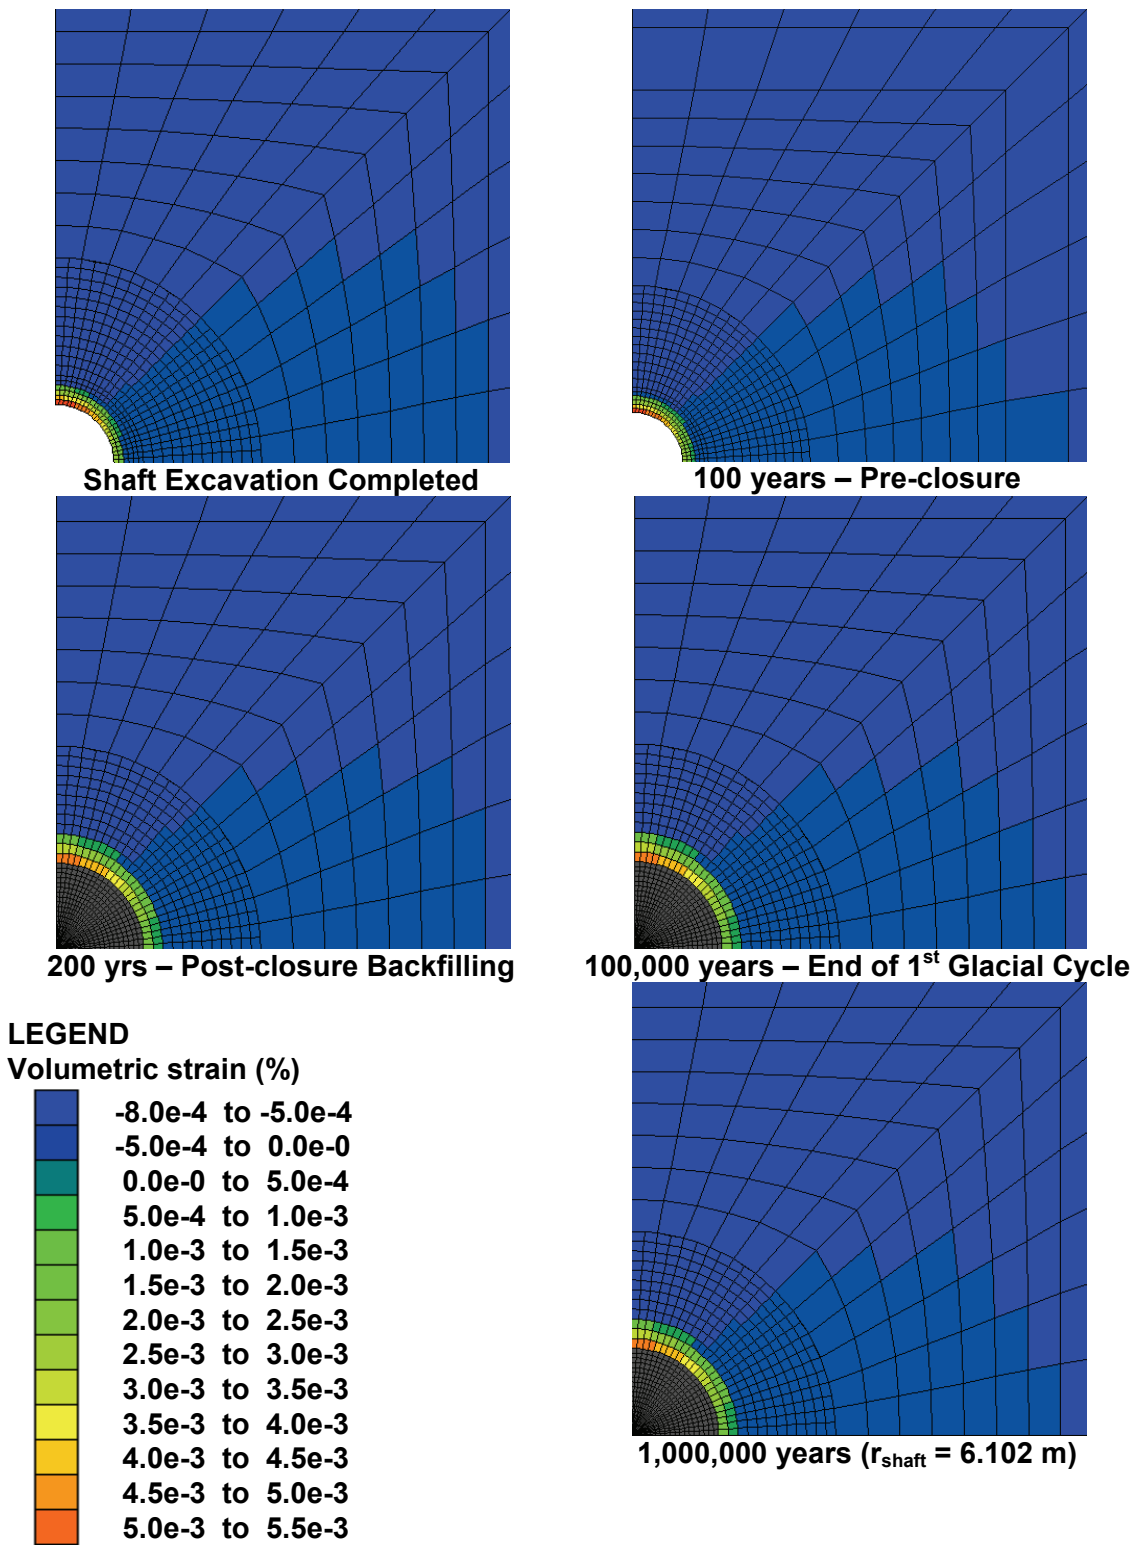 Shaft Excavation Completed
100 years – Pre-closure
200 yrs – Post-closure Backfilling
100,000 years – End of 1st Glacial Cycle
LEGEND
Volumetric strain (%)
-8.0e-4 to -5.0e-4
-5.0e-4 to 0.0e-0
0.0e-0 to 5.0e-4
5.0e-4 to 1.0e-3
1.0e-3 to 1.5e-3
1.5e-3 to 2.0e-3
2.0e-3 to 2.5e-3
2.5e-3 to 3.0e-3
3.0e-3 to 3.5e-3
3.5e-3 to 4.0e-3
4.0e-3 to 4.5e-3
4.5e-3 to 5.0e-3
5.0e-3 to 5.5e-3
1,000,000 years (rshaft = 6.102 m)